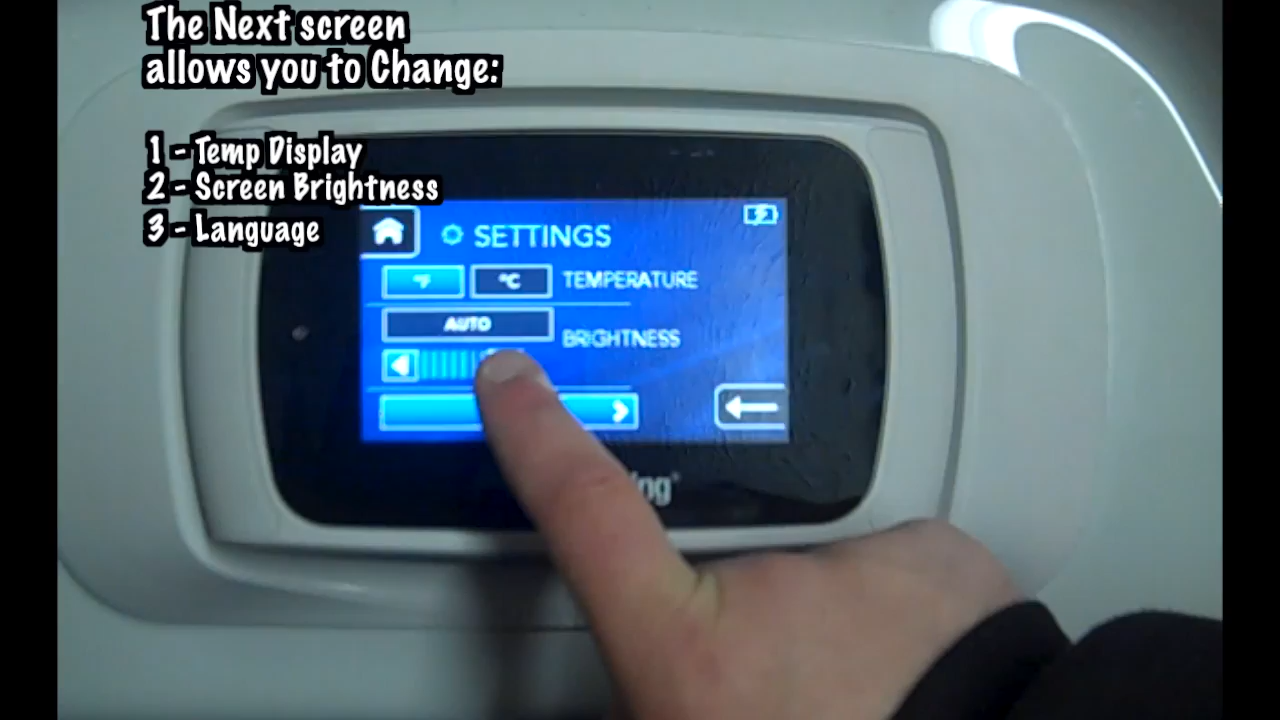 The Next screen
allows you to Change:
1 - Temp Display
2 - Screen Brightness
3 - Language
SETTINGS
°F °C TEMPERATURE
AUTO
BRIGHTNESS